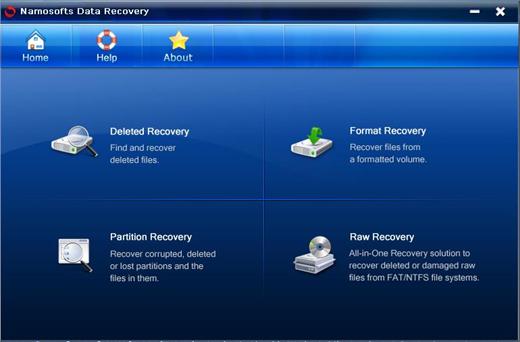 Namosofts Data Recovery
Home
Help
About
Deleted Recovery
Find and recover
deleted files.
Format Recovery
Recover files from
a formatted volume.
Partition Recovery
Recover corrupted, deleted
or lost partitions and the
files in them.
Raw Recovery
All-in-One Recovery solution to
recover deleted or damaged raw
files from FAT/NTFS file systems.